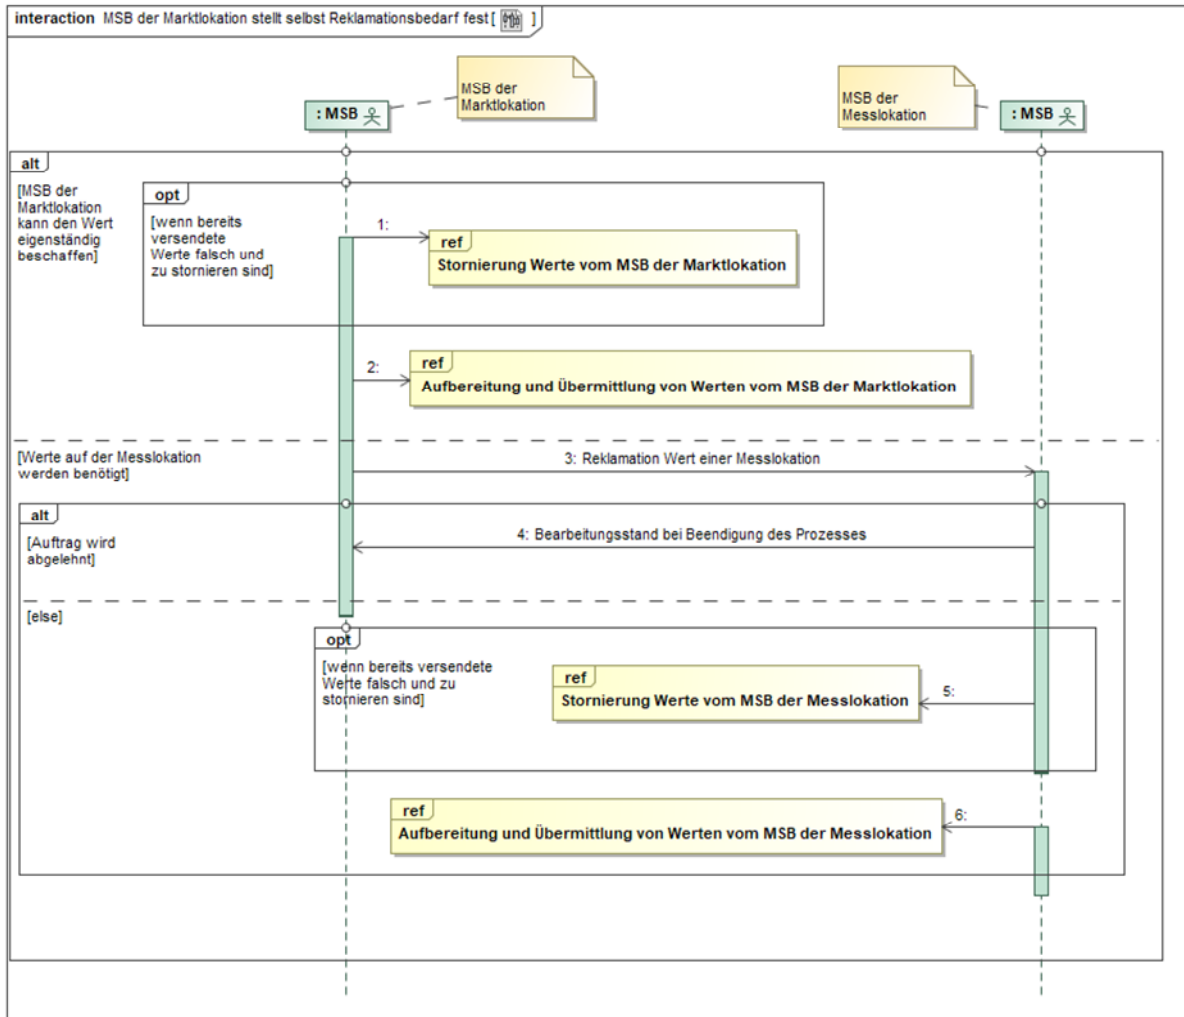 interaction MSB der Marktlokation stellt selbst Reklamationsbedarf fest[ ]
MSB der
Marktlokation
MSB der
Messlokation
: MSB
: MSB
alt
[MSB der
Marktlokation
kann den Wert
eigenständig
beschaffen]
opt
[wenn bereits
versendete
Werte falsch und
zu stornieren sind]
1:
ref
Stornierung Werte vom MSB der Marktlokation
2:
ref
Aufbereitung und Übermittlung von Werten vom MSB der Marktlokation
[Werte auf der Messlokation
werden benötigt]
3: Reklamation Wert einer Messlokation
alt
[Auftrag wird
abgelehnt]
4: Bearbeitungsstand bei Beendigung des Prozesses
[else]
opt
[wenn bereits versendete
Werte falsch und zu
stornieren sind]
ref
Stornierung Werte vom MSB der Messlokation
5:
ref
Aufbereitung und Übermittlung von Werten vom MSB der Messlokation
6: